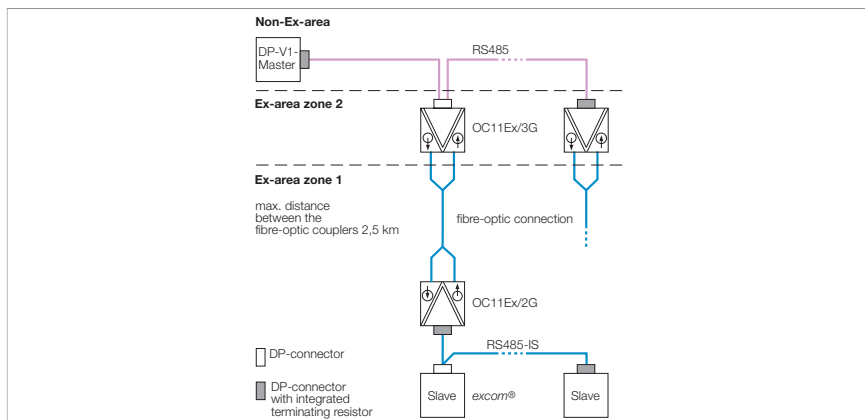 Non-Ex-area
DP-V1-
Master
RS485
Ex-area zone 2
OC11Ex/3G
Ex-area zone 1
max. distance
between the
fibre-optic couplers 2,5 km
fibre-optic connection
OC11Ex/2G
RS485-IS
DP-connector
DP-connector
with integrated
terminating resistor
Slave
excom®
Slave